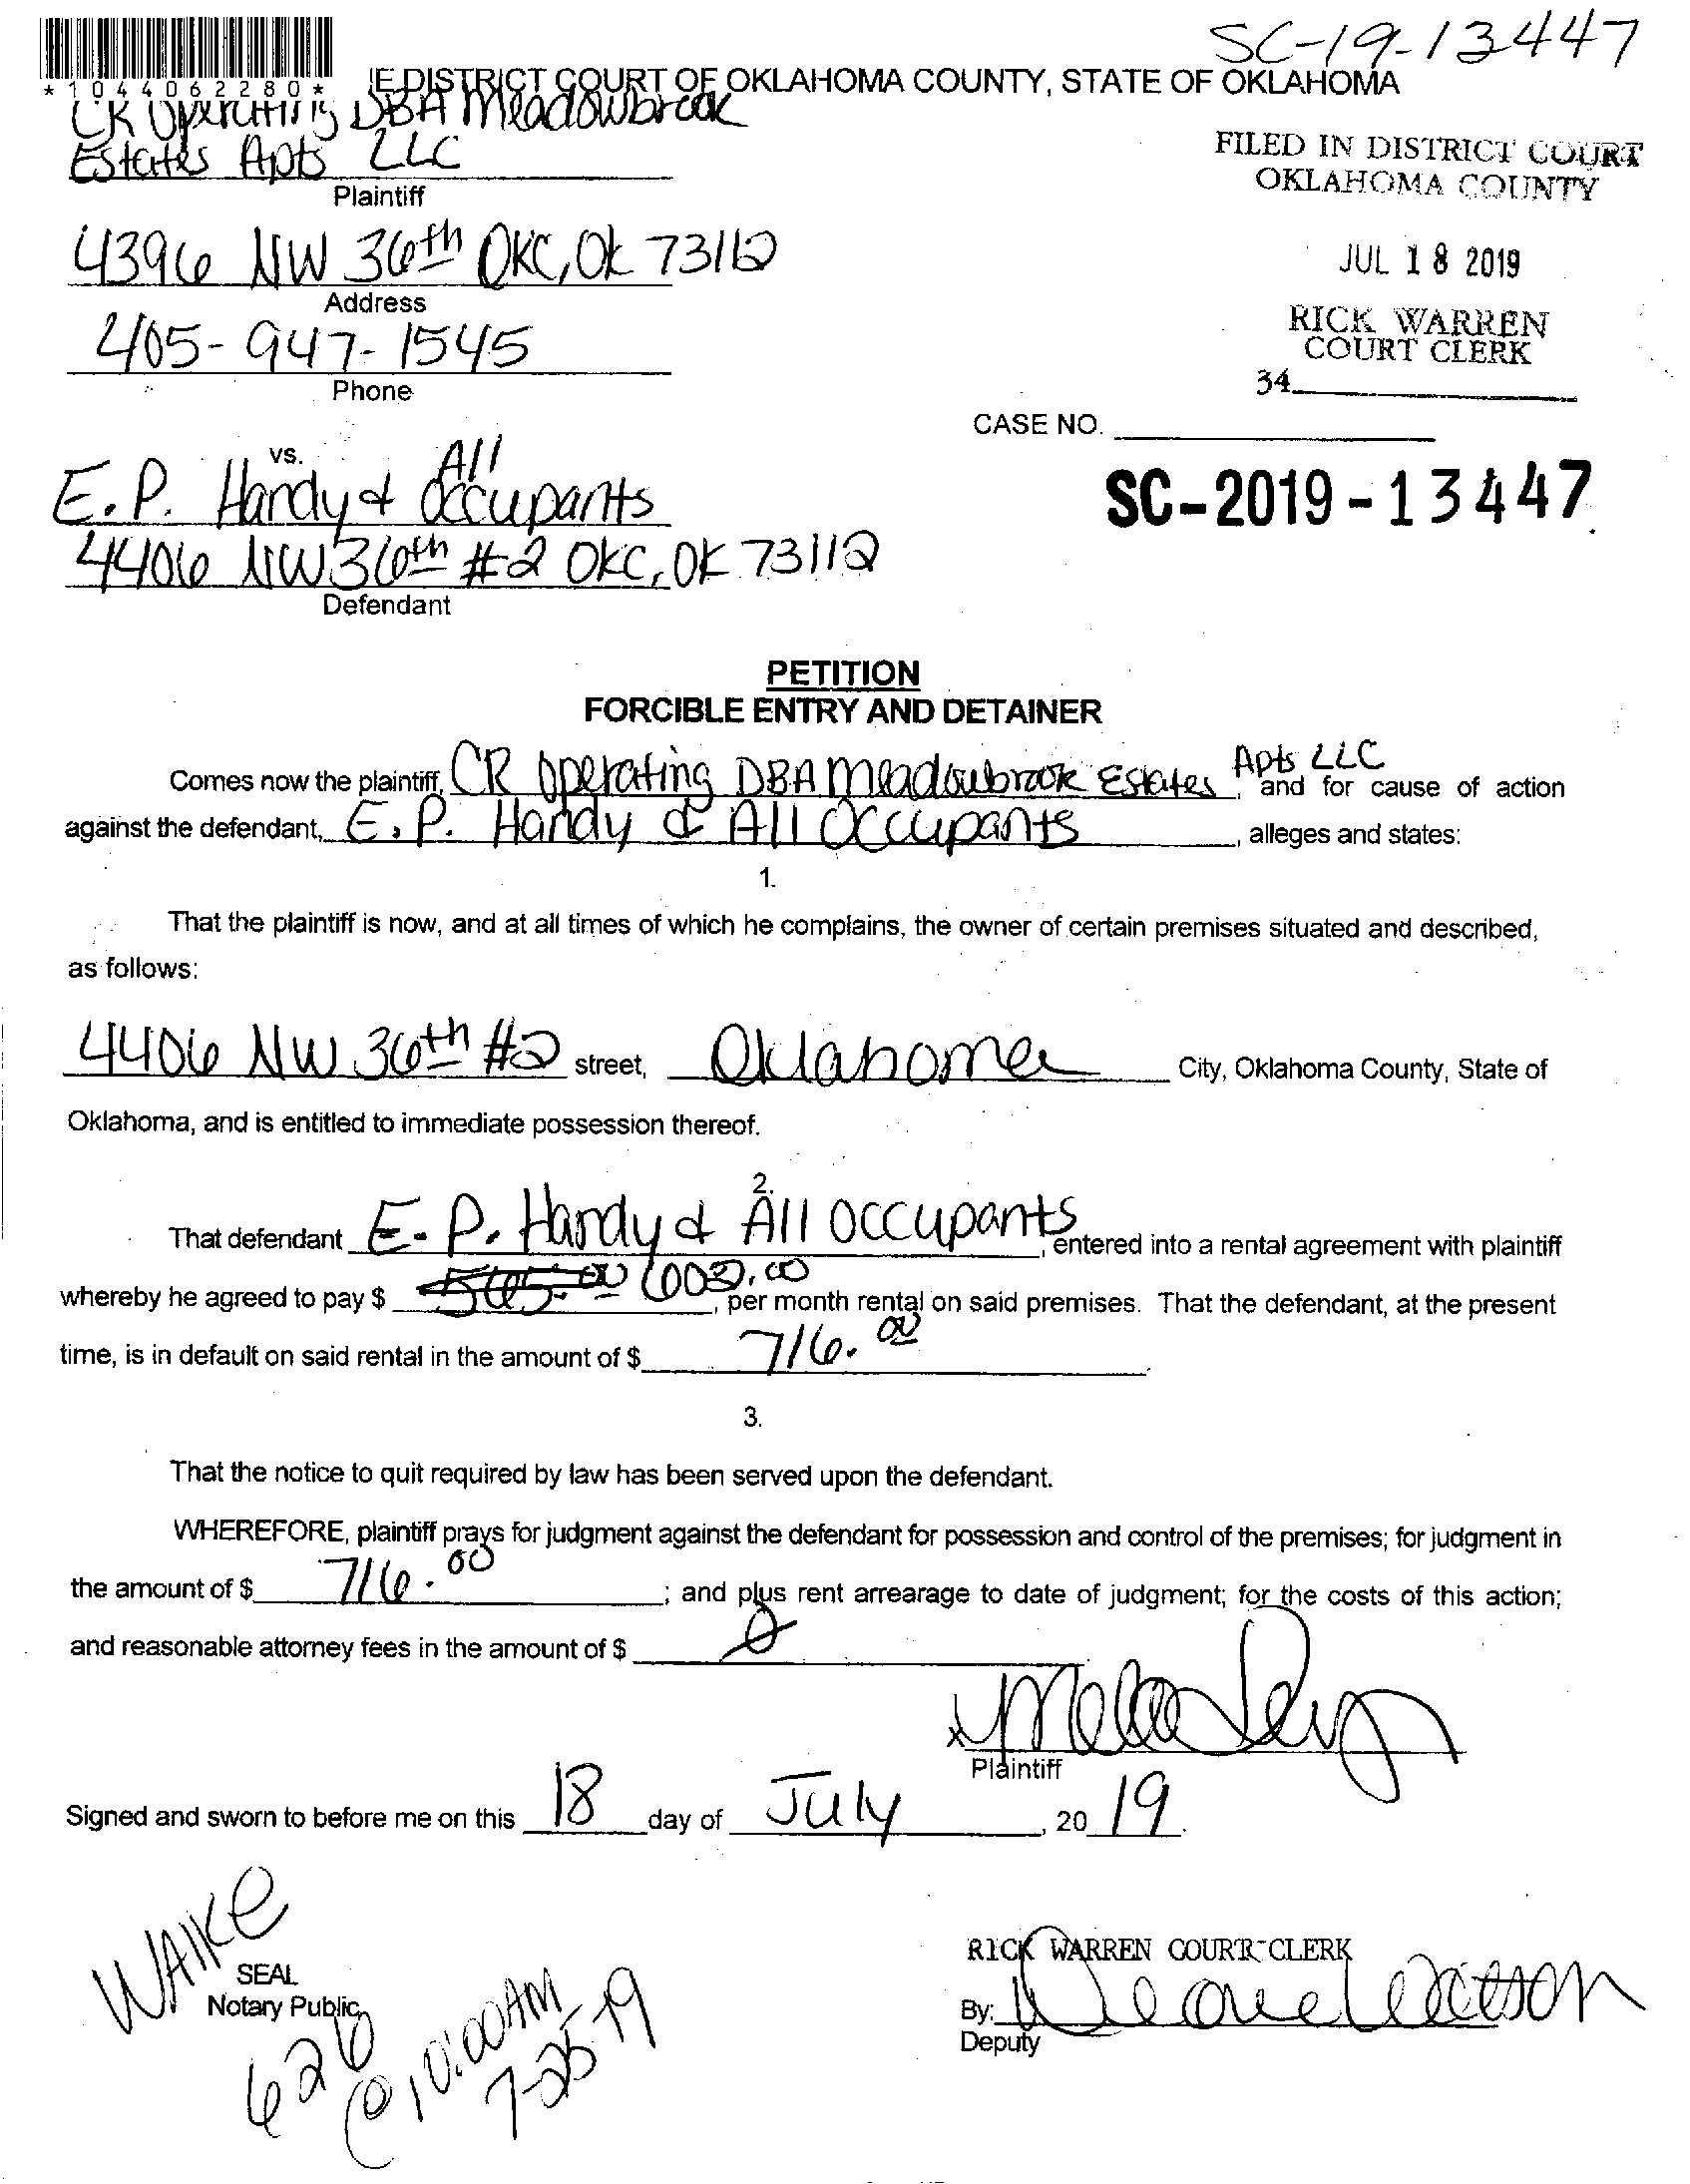 SC-19-13447
*1044062280*
E DISTRICT COURT OF OKLAHOMA COUNTY, STATE OF OKLAHOMA
CR Operating DBA Meadowbrook
Estates Apts LLC
Plaintiff
FILED IN DISTRICT COURT
OKLAHOMA COUNTY
4396 NW 36th OKC, OK 73112
Address
JUL 18 2019
405-947-1545
Phone
RICK WARREN
COURT CLERK
34
CASE NO.
vs.
E.P. Hardy & All Occupants
SC-2019-13447
4406 NW 36th #2 OKC, OK 73112
Defendant
PETITION
FORCIBLE ENTRY AND DETAINER
Comes now the plaintiff, CR Operating DBA Meadowbrook Estates Apts LLC, and for cause of action
against the defendant, E.P. Hardy & All Occupants, alleges and states:
1.
That the plaintiff is now, and at all times of which he complains, the owner of certain premises situated and described,
as follows:
4406 NW 36th #2 street, Oklahoma City, Oklahoma County, State of
Oklahoma, and is entitled to immediate possession thereof.
2.
That defendant E.P. Hardy & All Occupants, entered into a rental agreement with plaintiff
whereby he agreed to pay $ 565.00 , per month rental on said premises. That the defendant, at the present
time, is in default on said rental in the amount of $ 716.00.
3.
That the notice to quit required by law has been served upon the defendant.
WHEREFORE, plaintiff prays for judgment against the defendant for possession and control of the premises; for judgment in
the amount of $ 716.00; and plus rent arrearage to date of judgment; for the costs of this action;
and reasonable attorney fees in the amount of $ 0
x
Plaintiff
Signed and sworn to before me on this 18 day of July, 2019.
WAIKE
SEAL
Notary Public
626
@10:00AM
7-25-19
RICK WARREN COURT CLERK
By:
Deputy